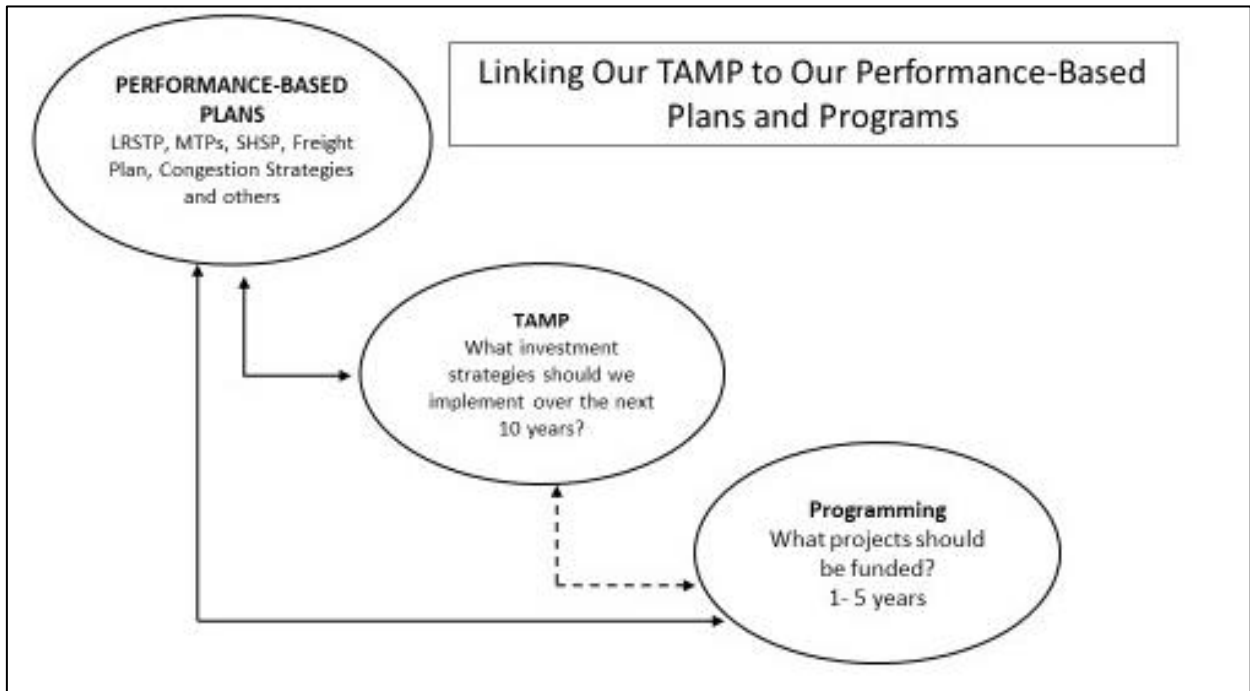 Linking Our TAMP to Our Performance-Based
Plans and Programs
PERFORMANCE-BASED
PLANS
LRSTP, MTPs, SHSP, Freight
Plan, Congestion Strategies
and others
TAMP
What investment
strategies should we
implement over the next
10 years?
Programming
What projects should
be funded?
1- 5 years